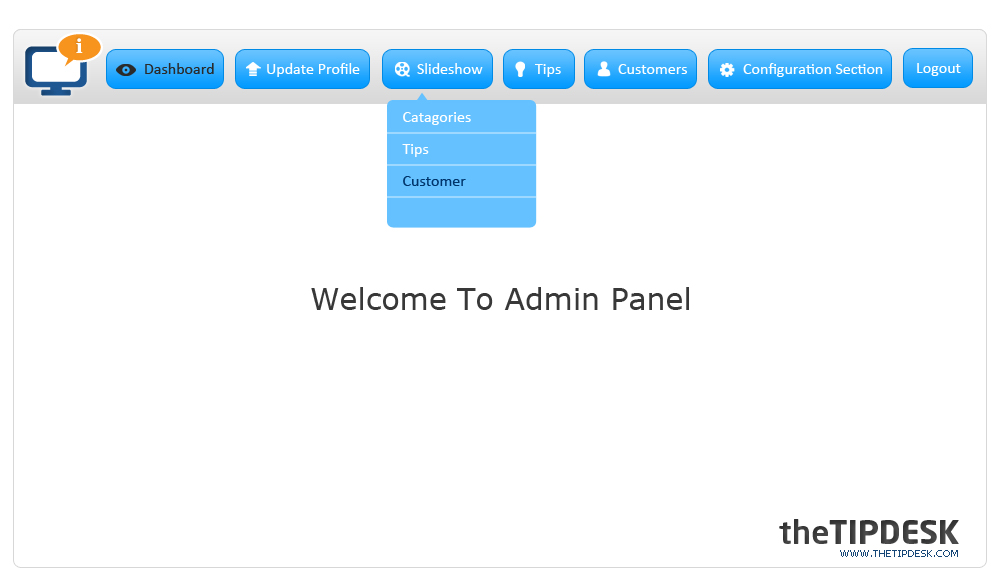 i
Dashboard Update Profile Slideshow Tips Customers Configuration Section Logout
Catagories
Tips
Customer
Welcome To Admin Panel
theTIPDESK
WWW.THETIPDESK.COM